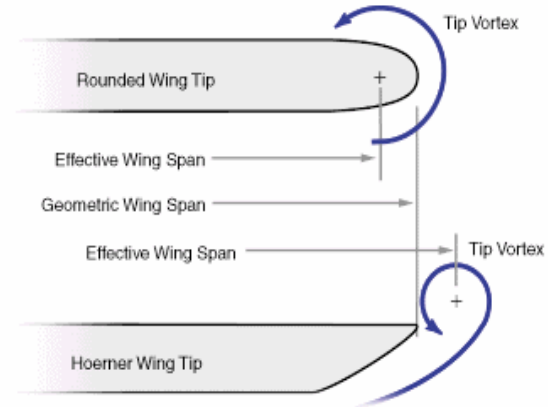 Tip Vortex
Rounded Wing Tip
Effective Wing Span
Geometric Wing Span
Effective Wing Span
Tip Vortex
Hoerner Wing Tip